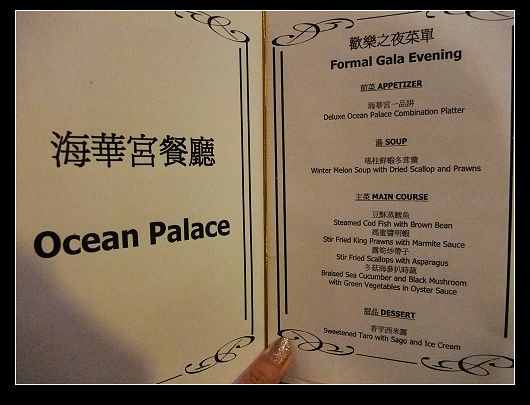 海華宮餐廳
Ocean Palace
歡樂之夜菜單
Formal Gala Evening
前菜 APPETIZER
海華宮一品拼
Deluxe Ocean Palace Combination Platter
湯 SOUP
瑤柱鮮蝦冬茸羹
Winter Melon Soup with Dried Scallop and Prawns
主菜 MAIN COURSE
豆酥蒸鱈魚
Steamed Cod Fish with Brown Bean
媽蜜醬明蝦
Stir Fried King Prawns with Marmite Sauce
露筍炒帶子
Stir Fried Scallops with Asparagus
冬菇海參扒時蔬
Braised Sea Cucumber and Black Mushroom
with Green Vegetables in Oyster Sauce
甜品 DESSERT
香芋西米露
Sweetened Taro with Sago and Ice Cream